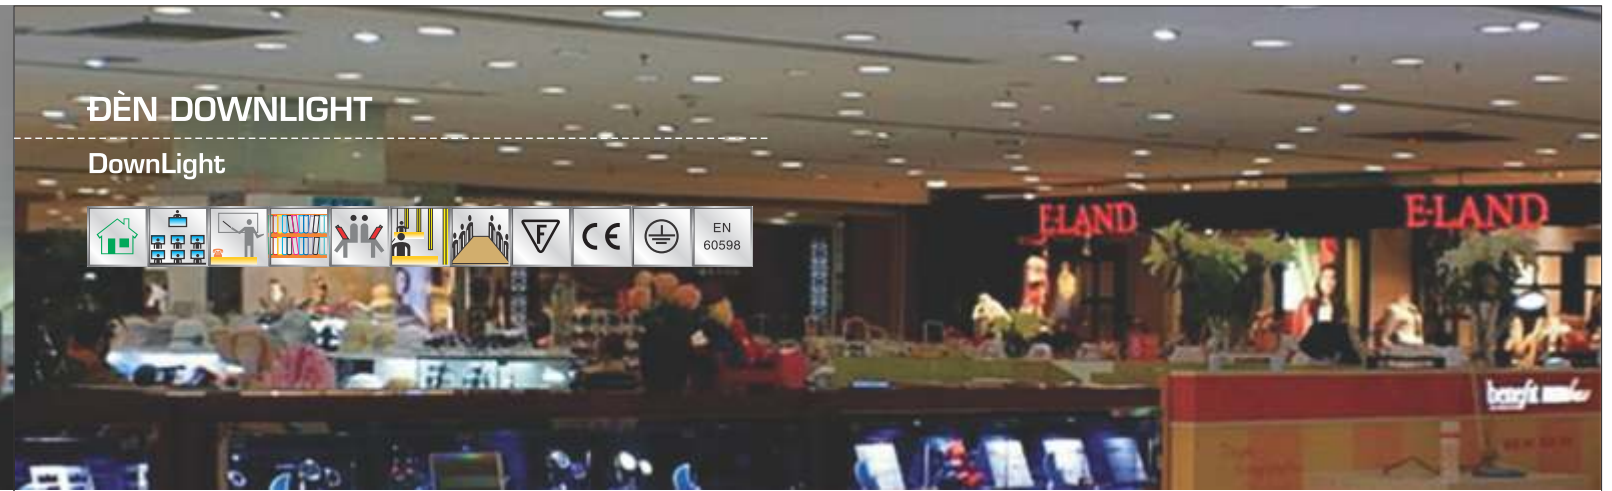 ĐÈN DOWNLIGHT
DownLight
F
CE
EN
60598
E·LAND
E·LAND
benefit